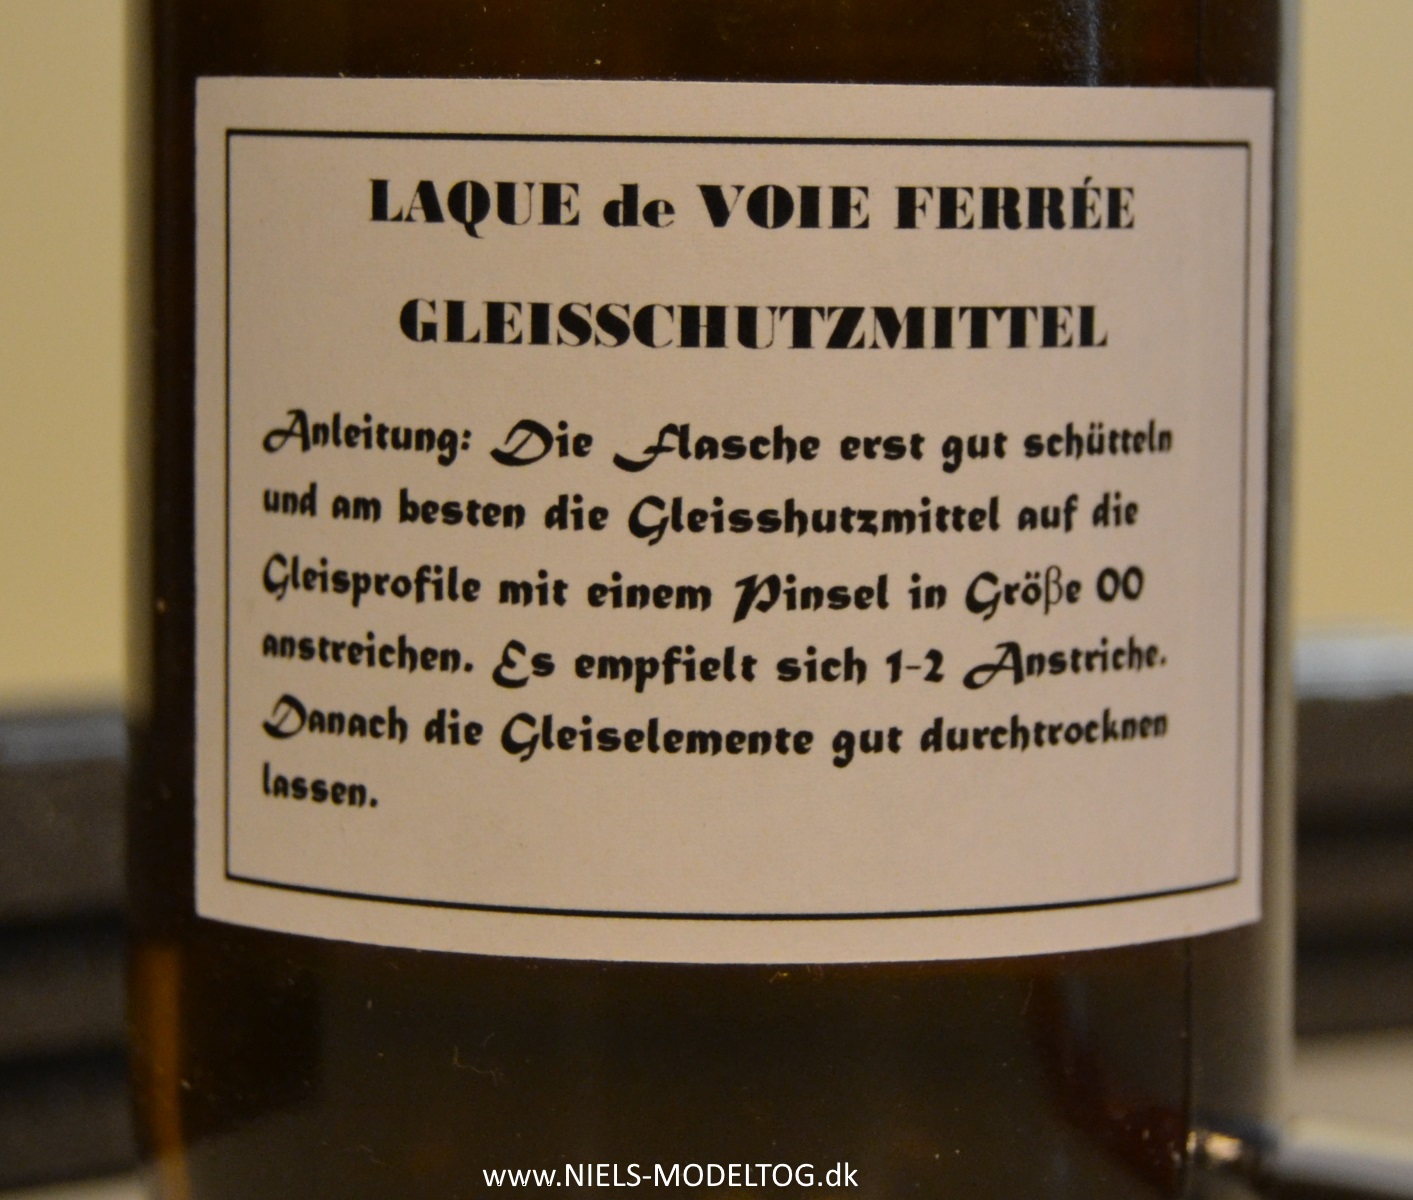 LAQUE de VOIE FERRÉE
GLEISSCHUTZMITTEL
Anleitung: Die Flasche erst gut schütteln
und am besten die Gleisshutzmittel auf die
Gleisprofile mit einem Pinsel in Größe 00
anstreichen. Es empfielt sich 1-2 Anstriche.
Danach die Gleiselemente gut durchtrocknen
lassen.
www.NIELS-MODELTOG.dk